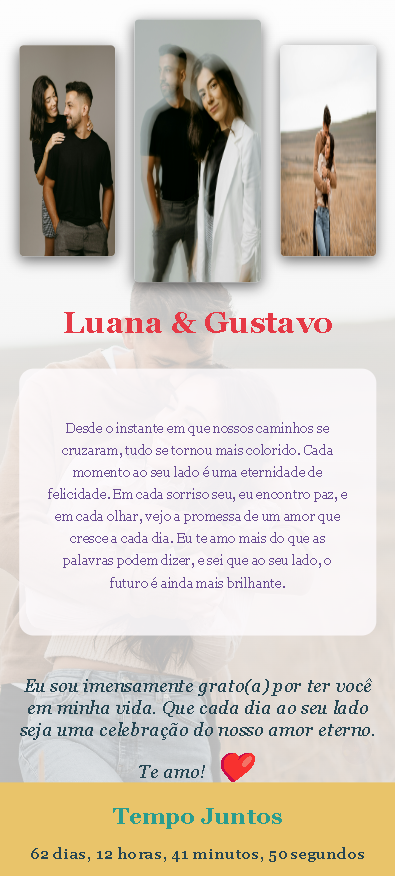 Luana & Gustavo
Desde o instante em que nossos caminhos se
cruzaram, tudo se tornou mais colorido. Cada
momento ao seu lado é uma eternidade de
felicidade. Em cada sorriso seu, eu encontro paz, e
em cada olhar, vejo a promessa de um amor que
cresce a cada dia. Eu te amo mais do que as
palavras podem dizer, e sei que ao seu lado, o
futuro é ainda mais brilhante.
Eu sou imensamente grato(a) por ter você
em minha vida. Que cada dia ao seu lado
seja uma celebração do nosso amor eterno.
Te amo!
Tempo Juntos
62 dias, 12 horas, 41 minutos, 50 segundos